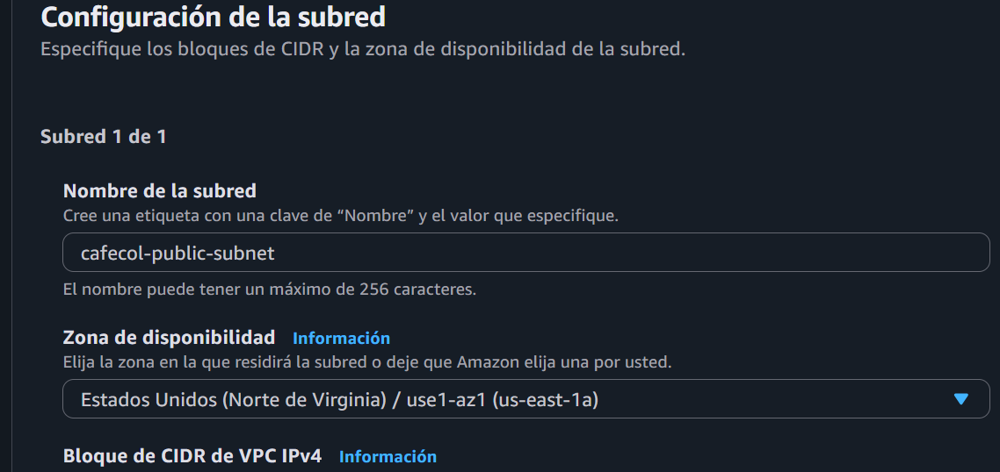 Configuración de la subred
Especifique los bloques de CIDR y la zona de disponibilidad de la subred.
Subred 1 de 1
Nombre de la subred
Cree una etiqueta con una clave de “Nombre” y el valor que especifique.
cafecol-public-subnet
El nombre puede tener un máximo de 256 caracteres.
Zona de disponibilidad Información
Elija la zona en la que residirá la subred o deje que Amazon elija una por usted.
Estados Unidos (Norte de Virginia) / use1-az1 (us-east-1a)
Bloque de CIDR de VPC IPv4 Información